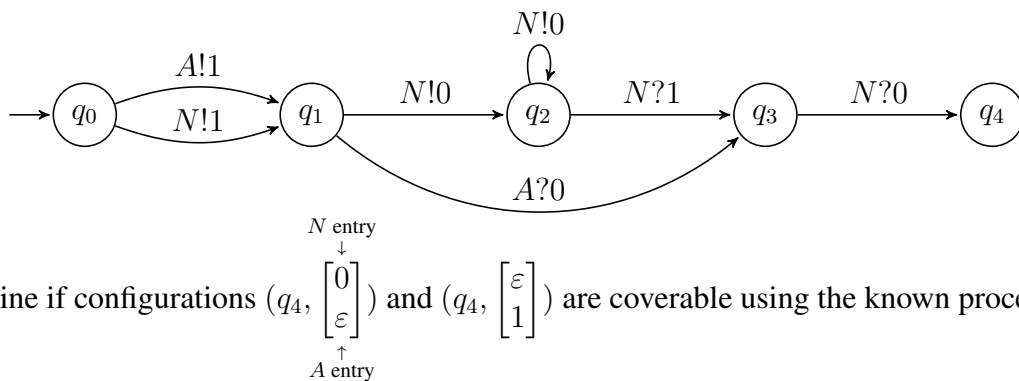 N!0
A!1
N!1
N!0
N?1
N?0
q0 q1 q2 q3 q4
A?0
N entry
↓
ine if configurations (q4, [0 ε]) and (q4, [ε 1]) are coverable using the known proce
↑
A entry